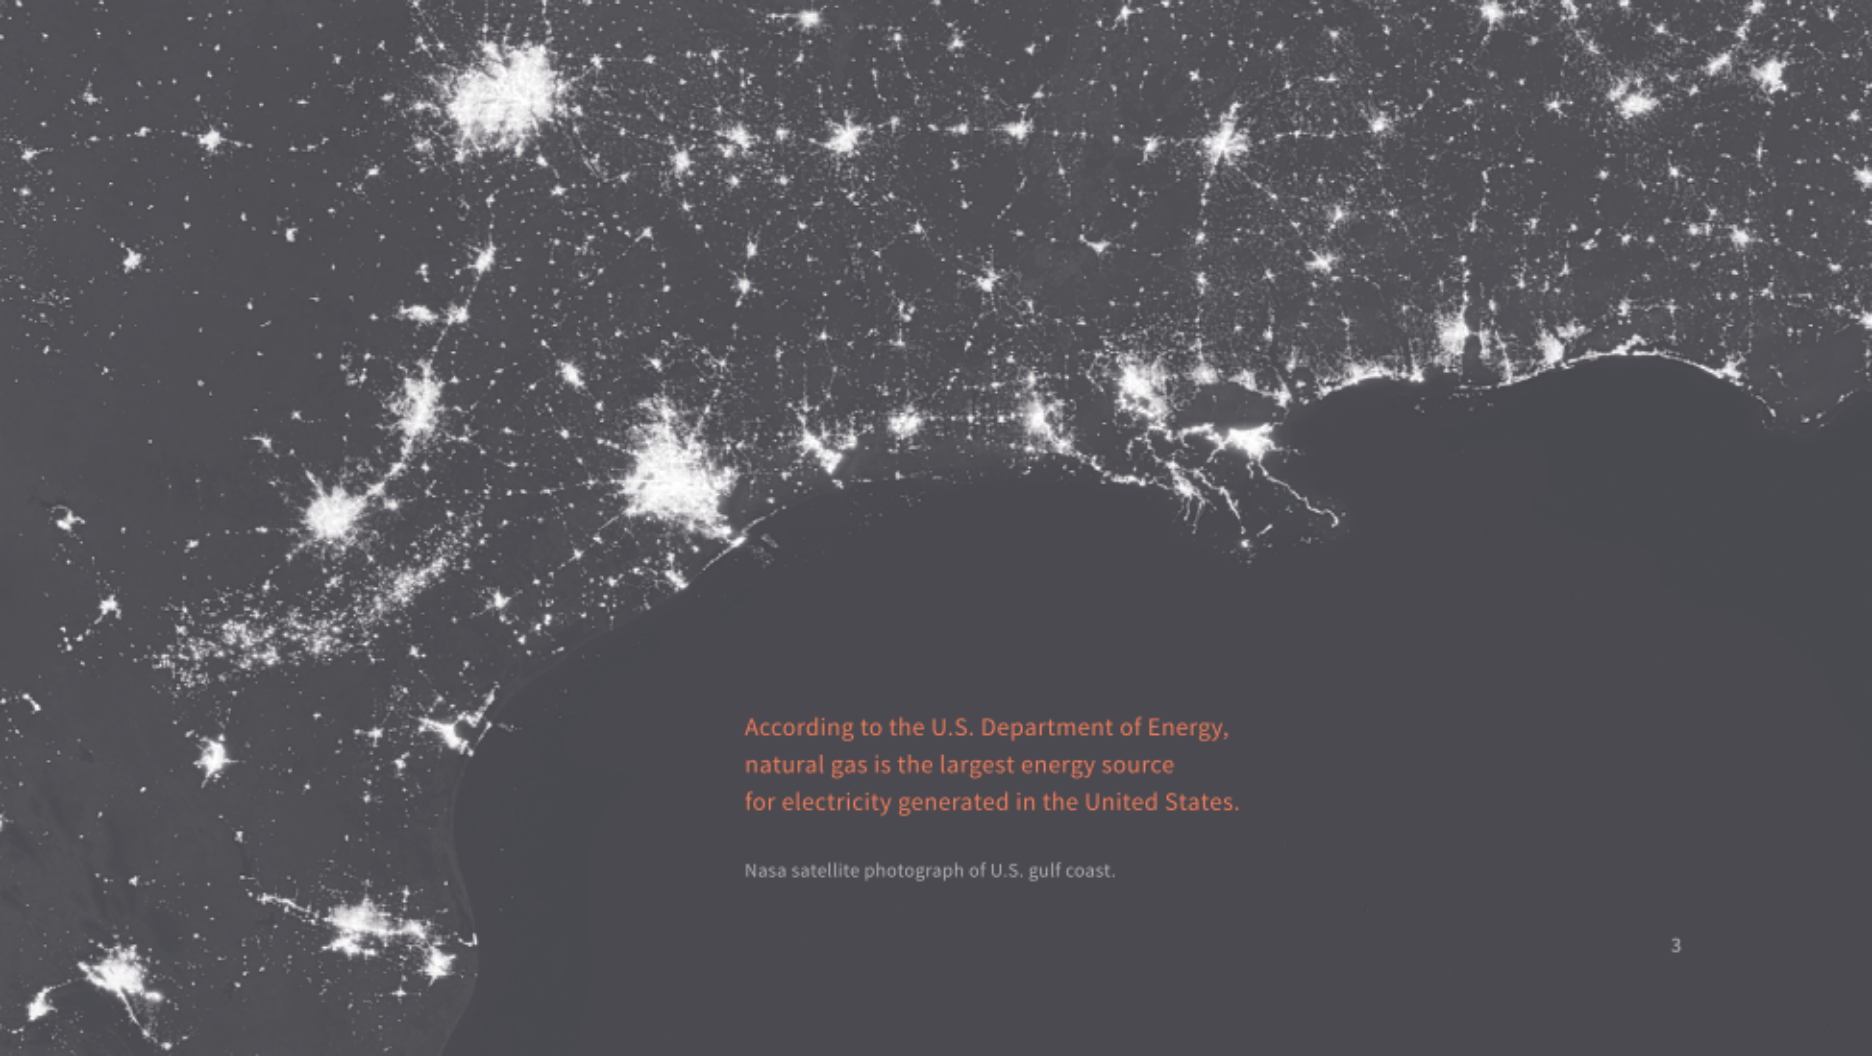 According to the U.S. Department of Energy,
natural gas is the largest energy source
for electricity generated in the United States.
Nasa satellite photograph of U.S. gulf coast.
3